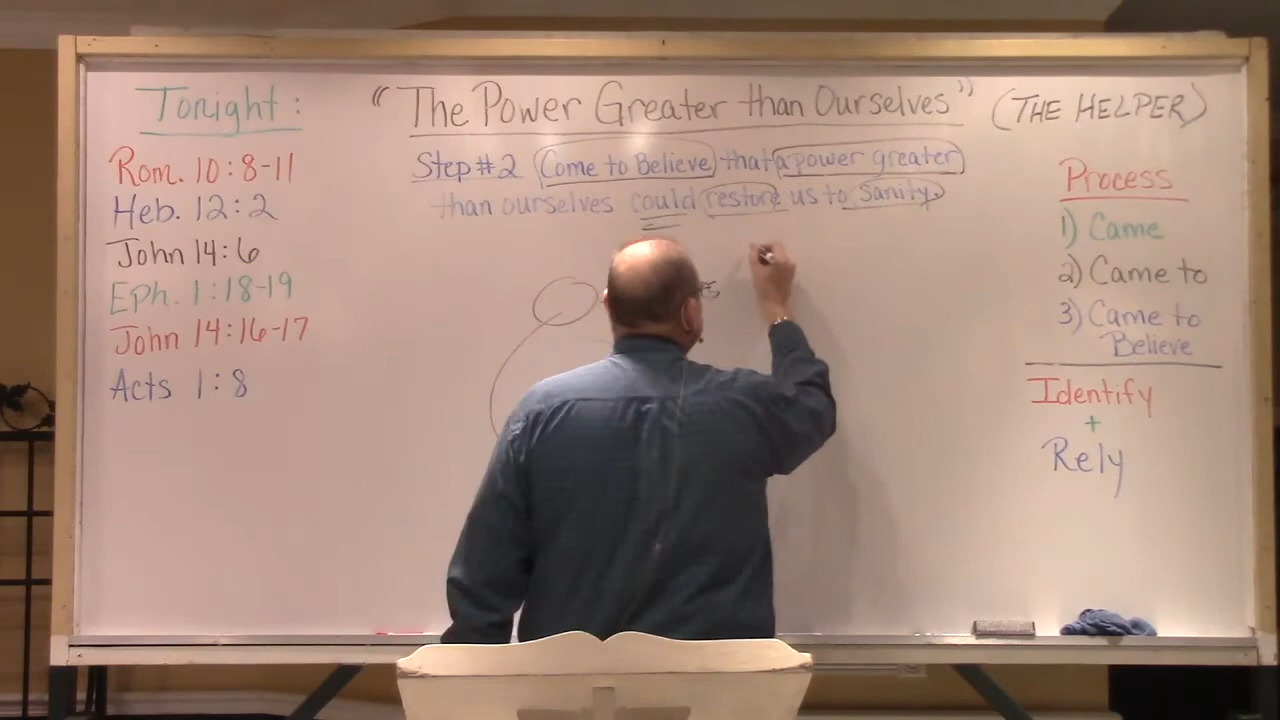 Tonight:
Rom. 10:8-11
Heb. 12:2
John 14:6
Eph. 1:18-19
John 14:16-17
Acts 1:8
"The Power Greater than Ourselves" (THE HELPER)
Step #2 Come to Believe that a power greater
than ourselves could restore us to Sanity
Process
1) Came
2) Came to
3) Came to
Believe
Identify
+
Rely